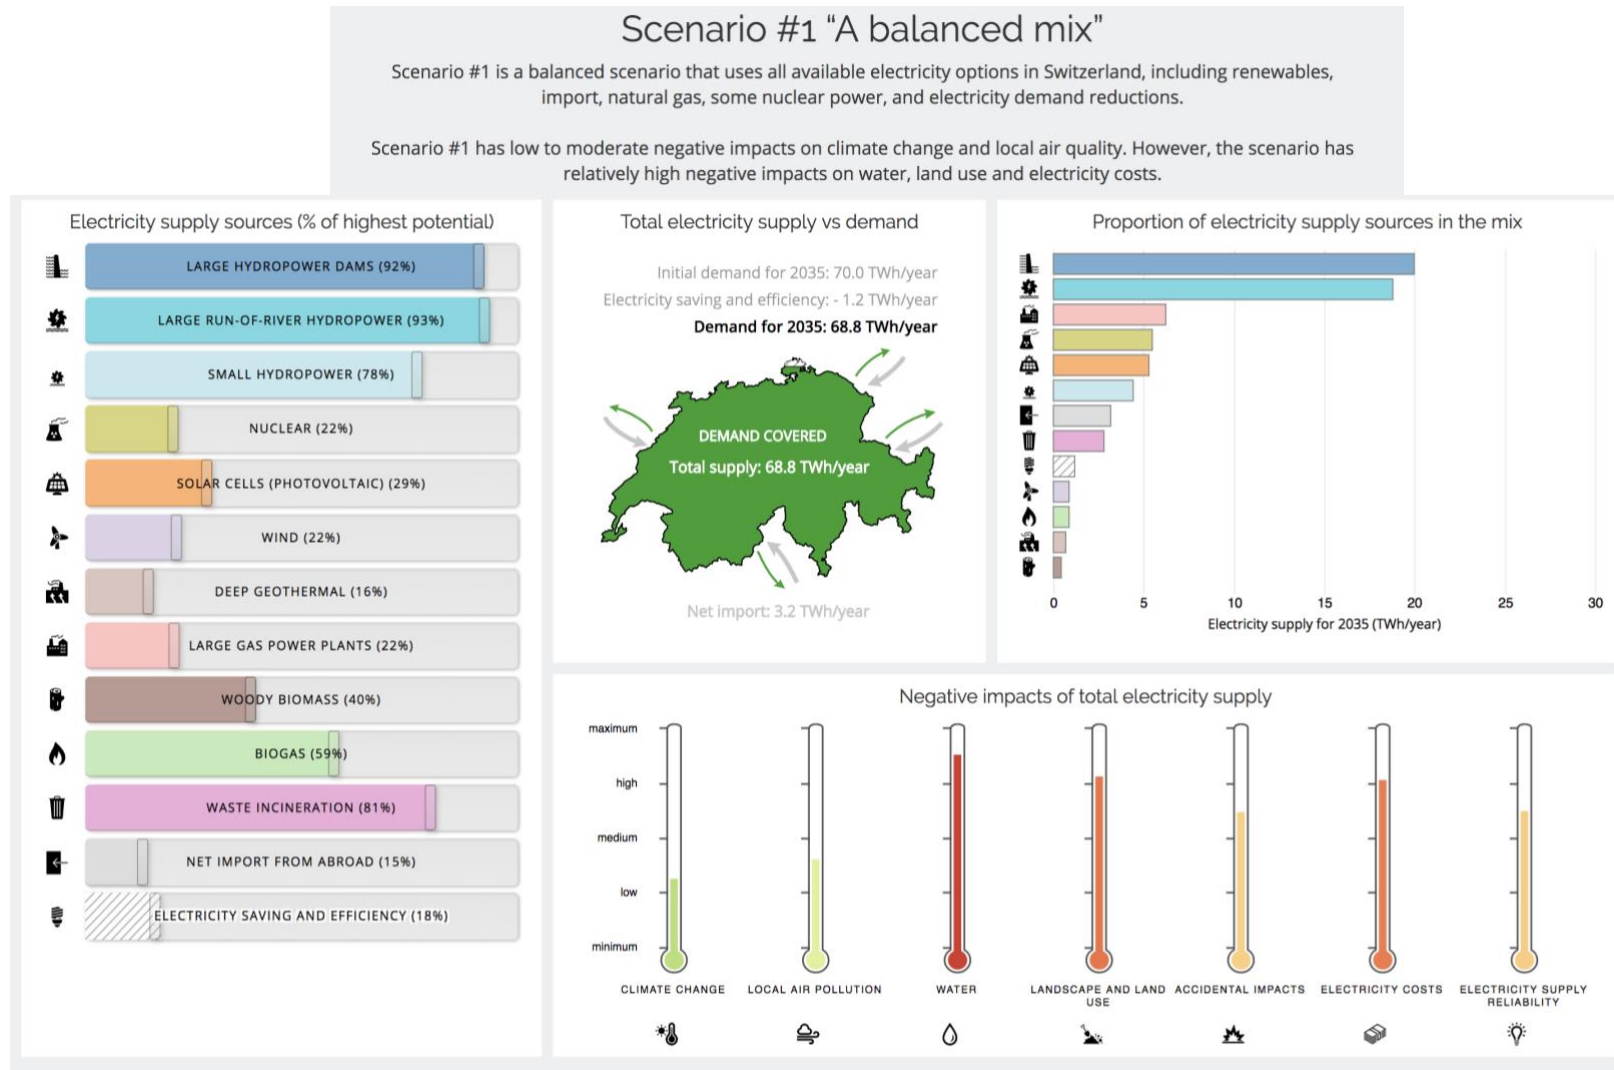 Scenario #1 “A balanced mix”
Scenario #1 is a balanced scenario that uses all available electricity options in Switzerland, including renewables,
import, natural gas, some nuclear power, and electricity demand reductions.
Scenario #1 has low to moderate negative impacts on climate change and local air quality. However, the scenario has
relatively high negative impacts on water, land use and electricity costs.
Electricity supply sources (% of highest potential)
LARGE HYDROPOWER DAMS (92%)
LARGE RUN-OF-RIVER HYDROPOWER (93%)
SMALL HYDROPOWER (78%)
NUCLEAR (22%)
SOLAR CELLS (PHOTOVOLTAIC) (29%)
WIND (22%)
DEEP GEOTHERMAL (16%)
LARGE GAS POWER PLANTS (22%)
WOODY BIOMASS (40%)
BIOGAS (59%)
WASTE INCINERATION (81%)
NET IMPORT FROM ABROAD (15%)
ELECTRICITY SAVING AND EFFICIENCY (18%)
Total electricity supply vs demand
Initial demand for 2035: 70.0 TWh/year
Electricity saving and efficiency: - 1.2 TWh/year
Demand for 2035: 68.8 TWh/year
DEMAND COVERED
Total supply: 68.8 TWh/year
Net import: 3.2 TWh/year
Proportion of electricity supply sources in the mix
0 5 10 15 20 25 30
Electricity supply for 2035 (TWh/year)
Negative impacts of total electricity supply
maximum
high
medium
low
minimum
CLIMATE CHANGE
LOCAL AIR POLLUTION
WATER
LANDSCAPE AND LAND
USE
ACCIDENTAL IMPACTS
ELECTRICITY COSTS
ELECTRICITY SUPPLY
RELIABILITY